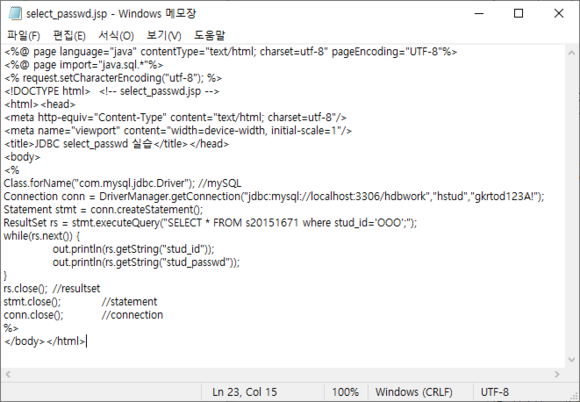 select_passwd.jsp - Windows 메모장
파일(F) 편집(E) 서식(O) 보기(V) 도움말
<%@ page language="java" contentType="text/html; charset=utf-8" pageEncoding="UTF-8"%>
<%@ page import="java.sql.*"%>
<% request.setCharacterEncoding("utf-8"); %>
<!DOCTYPE html> <!-- select_passwd.jsp -->
<html><head>
<meta http-equiv="Content-Type" content="text/html; charset=utf-8"/>
<meta name="viewport" content="width=device-width, initial-scale=1"/>
<title>JDBC select_passwd 실습</title></head>
<body>
<%
Class.forName("com.mysql.jdbc.Driver"); //mySQL
Connection conn = DriverManager.getConnection("jdbc:mysql://localhost:3306/hdbwork","hstud","gkrtod123A!");
Statement stmt = conn.createStatement();
ResultSet rs = stmt.executeQuery("SELECT * FROM s20151671 where stud_id='OOO';");
while(rs.next()) {
out.println(rs.getString("stud_id"));
out.println(rs.getString("stud_passwd"));
}
rs.close(); //resultset
stmt.close(); //statement
conn.close(); //connection
%>
</body></html>
Ln 23, Col 15 100% Windows (CRLF) UTF-8